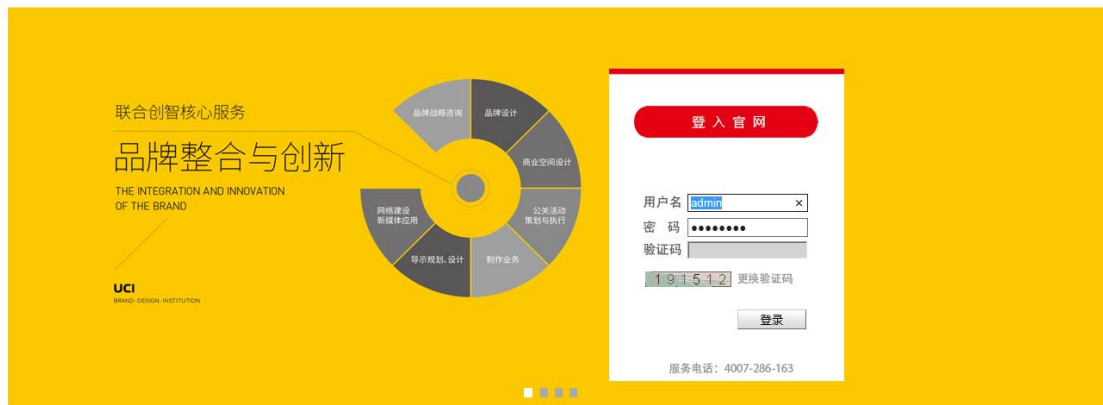 联合创智核心服务
品牌整合与创新
THE INTEGRATION AND INNOVATION
OF THE BRAND
UCI
BRAND·DESIGN·INSTITUTION
品牌战略咨询
品牌设计
商业空间设计
公关活动
策划与执行
制作业务
导示规划、设计
网络建设
新媒体应用
登入官网
用户名 admin ×
密 码 ●●●●●●●●
验证码
191512 更换验证码
登录
服务电话：4007-286-163